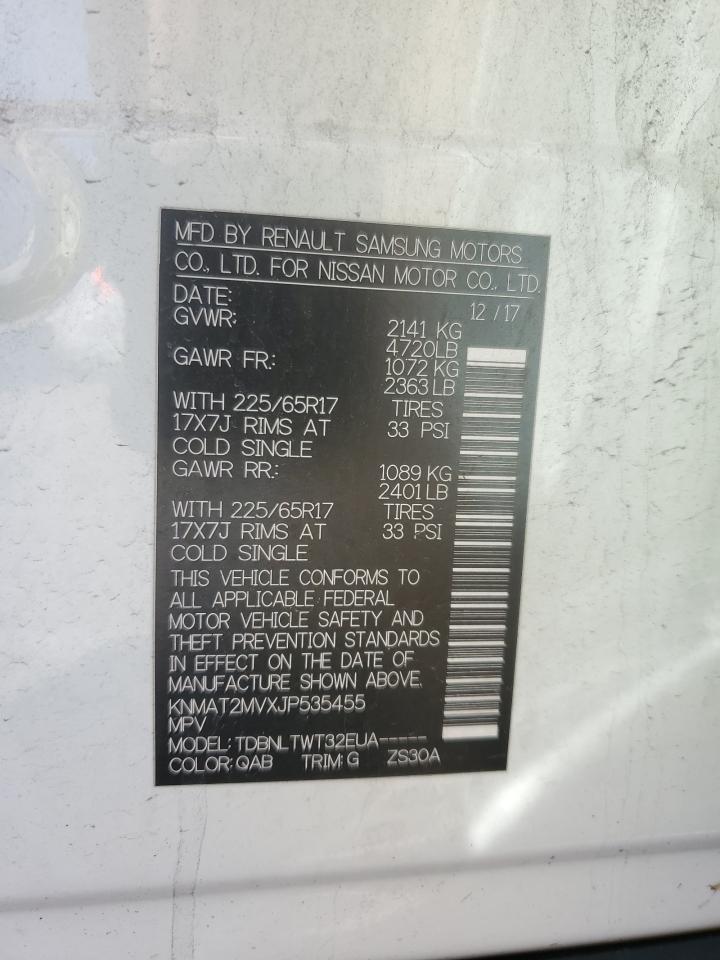 MFD BY RENAULT SAMSUNG MOTORS
CO., LTD. FOR NISSAN MOTOR CO., LTD.
DATE: 12 / 17
GVWR: 2141 KG
4720LB
GAWR FR.: 1072 KG
2363 LB
WITH 225/65R17 TIRES
17X7J RIMS AT 33 PSI
COLD SINGLE
GAWR RR.: 1089 KG
2401 LB
WITH 225/65R17 TIRES
17X7J RIMS AT 33 PSI
COLD SINGLE
THIS VEHICLE CONFORMS TO
ALL APPLICABLE FEDERAL
MOTOR VEHICLE SAFETY AND
THEFT PREVENTION STANDARDS
IN EFFECT ON THE DATE OF
MANUFACTURE SHOWN ABOVE.
KNMAT2MVXJP535455
MPV
MODEL: TDBNLTWT32EUA-----
COLOR: QAB TRIM: G ZS30A